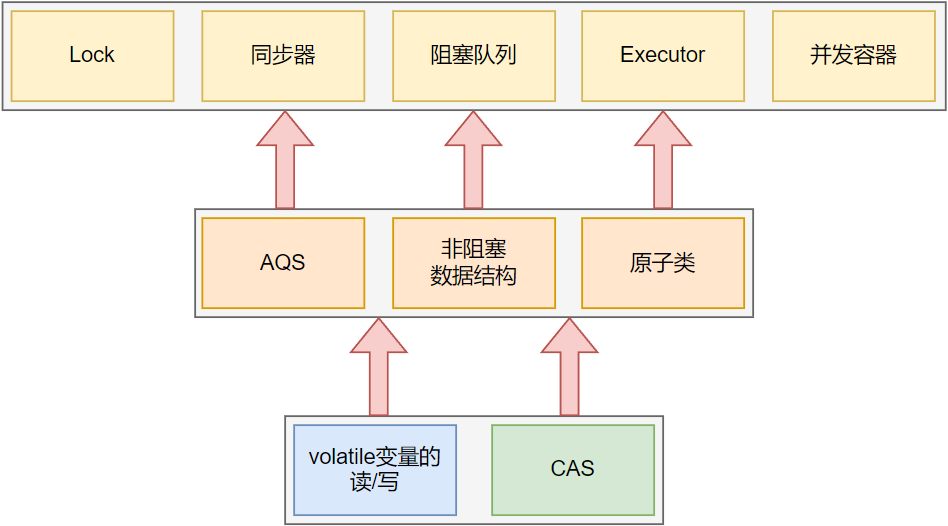 Lock
同步器
阻塞队列
Executor
并发容器
AQS
非阻塞
数据结构
原子类
volatile变量的
读/写
CAS